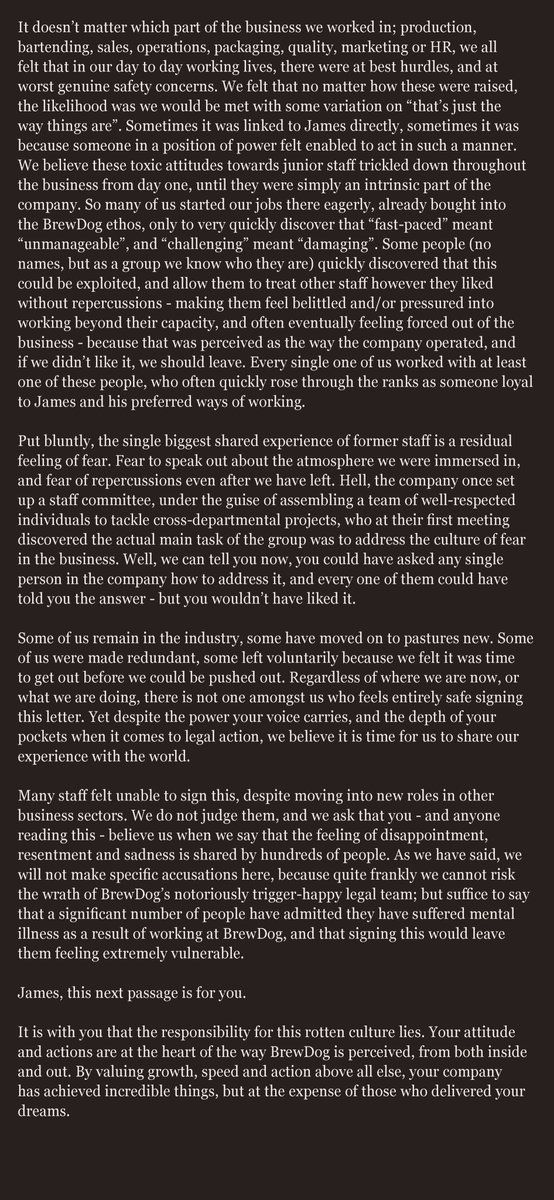 It doesn’t matter which part of the business we worked in; production,
bartending, sales, operations, packaging, quality, marketing or HR, we all
felt that in our day to day working lives, there were at best hurdles, and at
worst genuine safety concerns. We felt that no matter how these were raised,
the likelihood was we would be met with some variation on “that’s just the
way things are”. Sometimes it was linked to James directly, sometimes it was
because someone in a position of power felt enabled to act in such a manner.
We believe these toxic attitudes towards junior staff trickled down throughout
the business from day one, until they were simply an intrinsic part of the
company. So many of us started our jobs there eagerly, already bought into
the BrewDog ethos, only to very quickly discover that “fast-paced” meant
“unmanageable”, and “challenging” meant “damaging”. Some people (no
names, but as a group we know who they are) quickly discovered that this
could be exploited, and allow them to treat other staff however they liked
without repercussions - making them feel belittled and/or pressured into
working beyond their capacity, and often eventually feeling forced out of the
business - because that was perceived as the way the company operated, and
if we didn’t like it, we should leave. Every single one of us worked with at least
one of these people, who often quickly rose through the ranks as someone loyal
to James and his preferred ways of working.
Put bluntly, the single biggest shared experience of former staff is a residual
feeling of fear. Fear to speak out about the atmosphere we were immersed in,
and fear of repercussions even after we have left. Hell, the company once set
up a staff committee, under the guise of assembling a team of well-respected
individuals to tackle cross-departmental projects, who at their first meeting
discovered the actual main task of the group was to address the culture of fear
in the business. Well, we can tell you now, you could have asked any single
person in the company how to address it, and every one of them could have
told you the answer - but you wouldn’t have liked it.
Some of us remain in the industry, some have moved on to pastures new. Some
of us were made redundant, some left voluntarily because we felt it was time
to get out before we could be pushed out. Regardless of where we are now, or
what we are doing, there is not one amongst us who feels entirely safe signing
this letter. Yet despite the power your voice carries, and the depth of your
pockets when it comes to legal action, we believe it is time for us to share our
experience with the world.
Many staff felt unable to sign this, despite moving into new roles in other
business sectors. We do not judge them, and we ask that you - and anyone
reading this - believe us when we say that the feeling of disappointment,
resentment and sadness is shared by hundreds of people. As we have said, we
will not make specific accusations here, because quite frankly we cannot risk
the wrath of BrewDog’s notoriously trigger-happy legal team; but suffice to say
that a significant number of people have admitted they have suffered mental
illness as a result of working at BrewDog, and that signing this would leave
them feeling extremely vulnerable.
James, this next passage is for you.
It is with you that the responsibility for this rotten culture lies. Your attitude
and actions are at the heart of the way BrewDog is perceived, from both inside
and out. By valuing growth, speed and action above all else, your company
has achieved incredible things, but at the expense of those who delivered your
dreams.